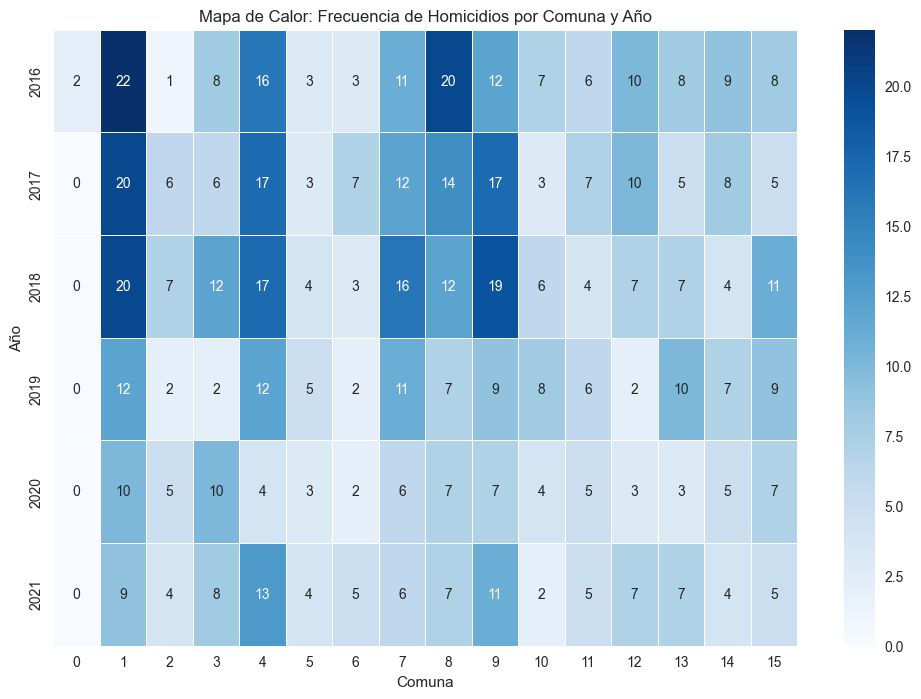 Mapa de Calor: Frecuencia de Homicidios por Comuna y Año
2016 2 22 1 8 16 3 3 11 20 12 7 6 10 8 9 8
2017 0 20 6 6 17 3 7 12 14 17 3 7 10 5 8 5
2018 0 20 7 12 17 4 3 16 12 19 6 4 7 7 4 11
2019 0 12 2 2 12 5 2 11 7 9 8 6 2 10 7 9
2020 0 10 5 10 4 3 2 6 7 7 4 5 3 3 5 7
2021 0 9 4 8 13 4 5 6 7 11 2 5 7 7 4 5
0 1 2 3 4 5 6 7 8 9 10 11 12 13 14 15
Comuna
Año
20.0
17.5
15.0
12.5
10.0
7.5
5.0
2.5
0.0